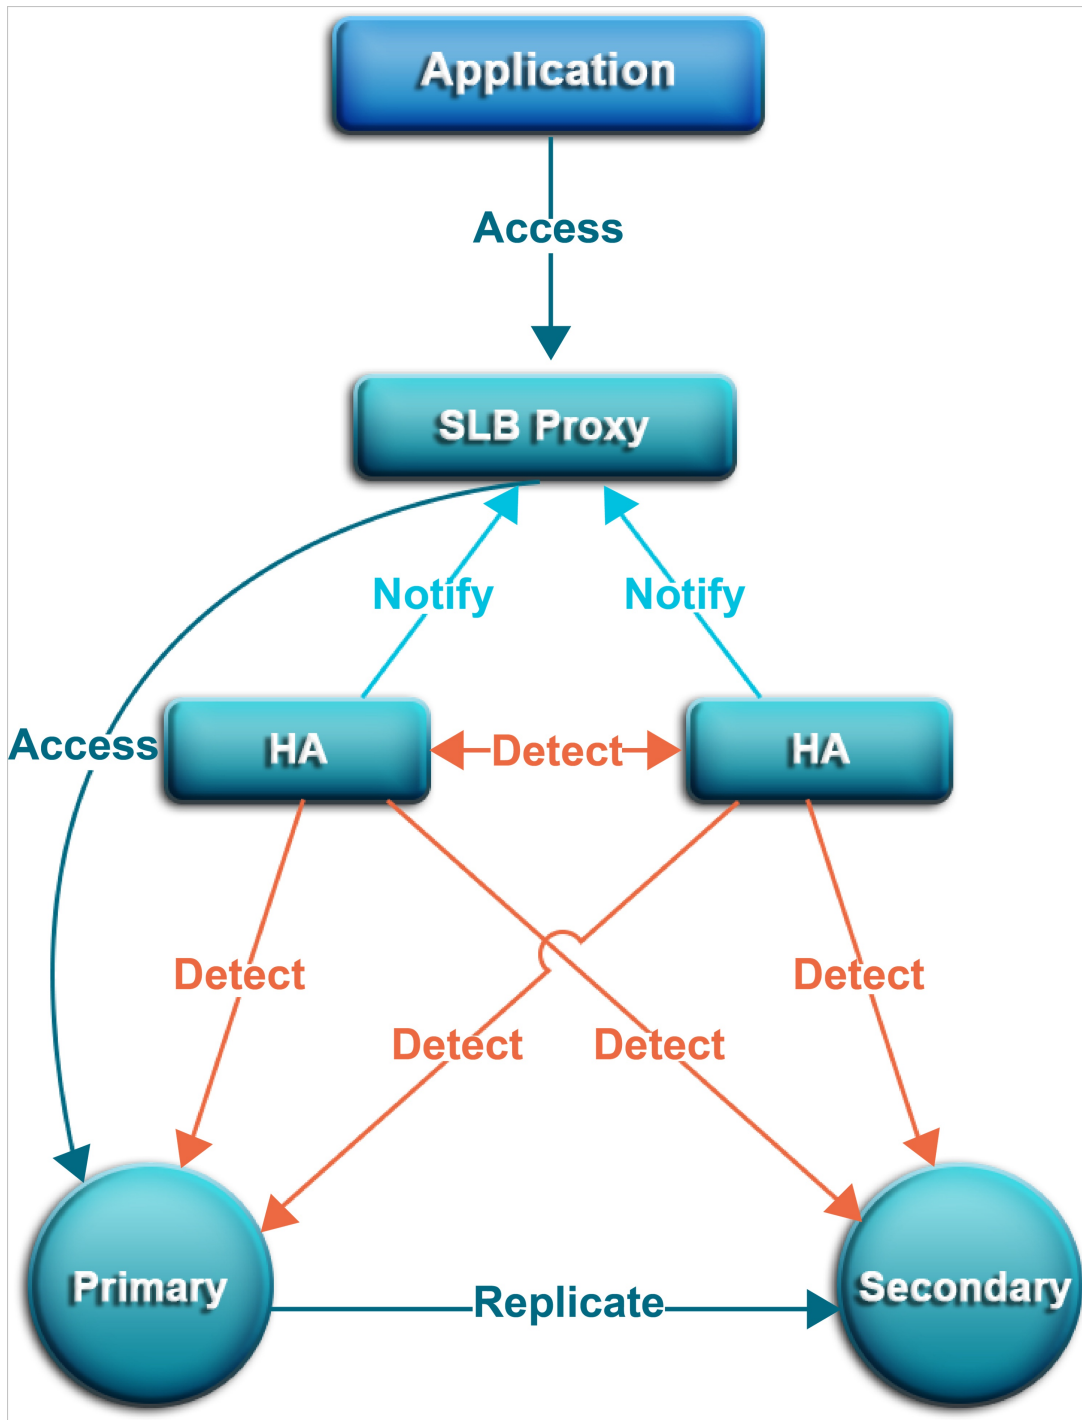 Application
Access
SLB Proxy
Notify
Notify
Access
HA
Detect
HA
Detect
Detect
Detect
Detect
Primary
Replicate
Secondary